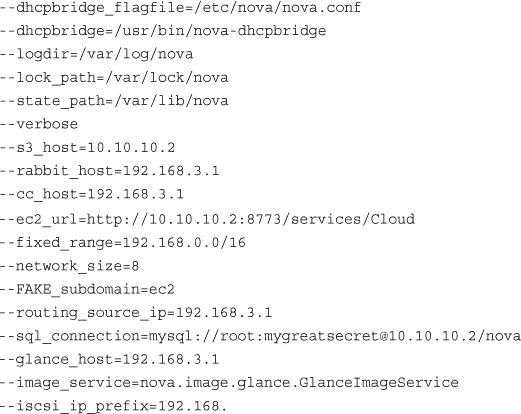 --dhcpbridge_flagfile=/etc/nova/nova.conf
--dhcpbridge=/usr/bin/nova-dhcpbridge
--logdir=/var/log/nova
--lock_path=/var/lock/nova
--state_path=/var/lib/nova
--verbose
--s3_host=10.10.10.2
--rabbit_host=192.168.3.1
--cc_host=192.168.3.1
--ec2_url=http://10.10.10.2:8773/services/Cloud
--fixed_range=192.168.0.0/16
--network_size=8
--FAKE_subdomain=ec2
--routing_source_ip=192.168.3.1
--sql_connection=mysql://root:mygreatsecret@10.10.10.2/nova
--glance_host=192.168.3.1
--image_service=nova.image.glance.GlanceImageService
--iscsi_ip_prefix=192.168.